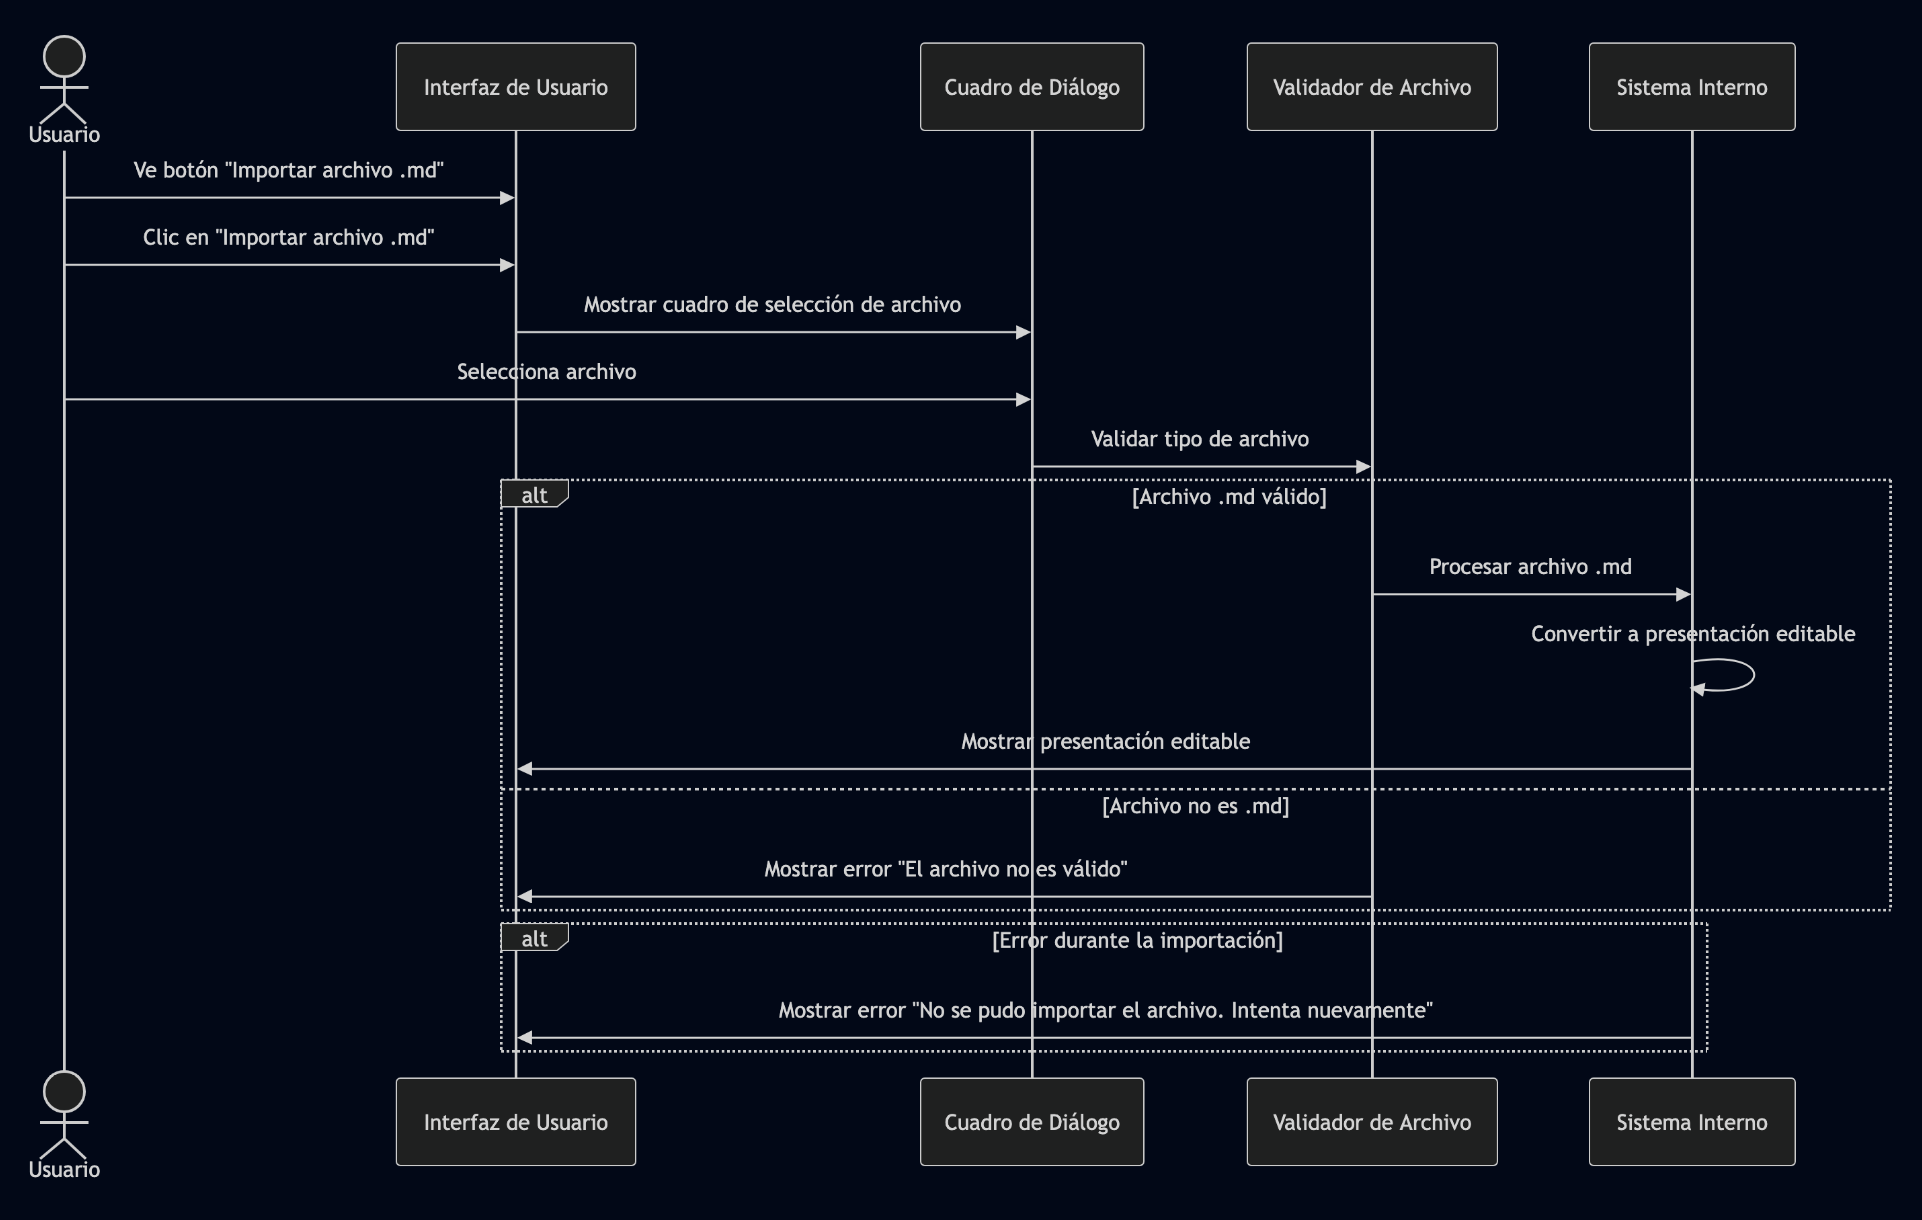 Interfaz de Usuario
Cuadro de Diálogo
Validador de Archivo
Sistema Interno
Usuario
Ve botón "Importar archivo .md"
Clic en "Importar archivo .md"
Mostrar cuadro de selección de archivo
Selecciona archivo
Validar tipo de archivo
alt
[Archivo .md válido]
Procesar archivo .md
Convertir a presentación editable
Mostrar presentación editable
[Archivo no es .md]
Mostrar error "El archivo no es válido"
alt
[Error durante la importación]
Mostrar error "No se pudo importar el archivo. Intenta nuevamente"
Interfaz de Usuario
Cuadro de Diálogo
Validador de Archivo
Sistema Interno
Usuario